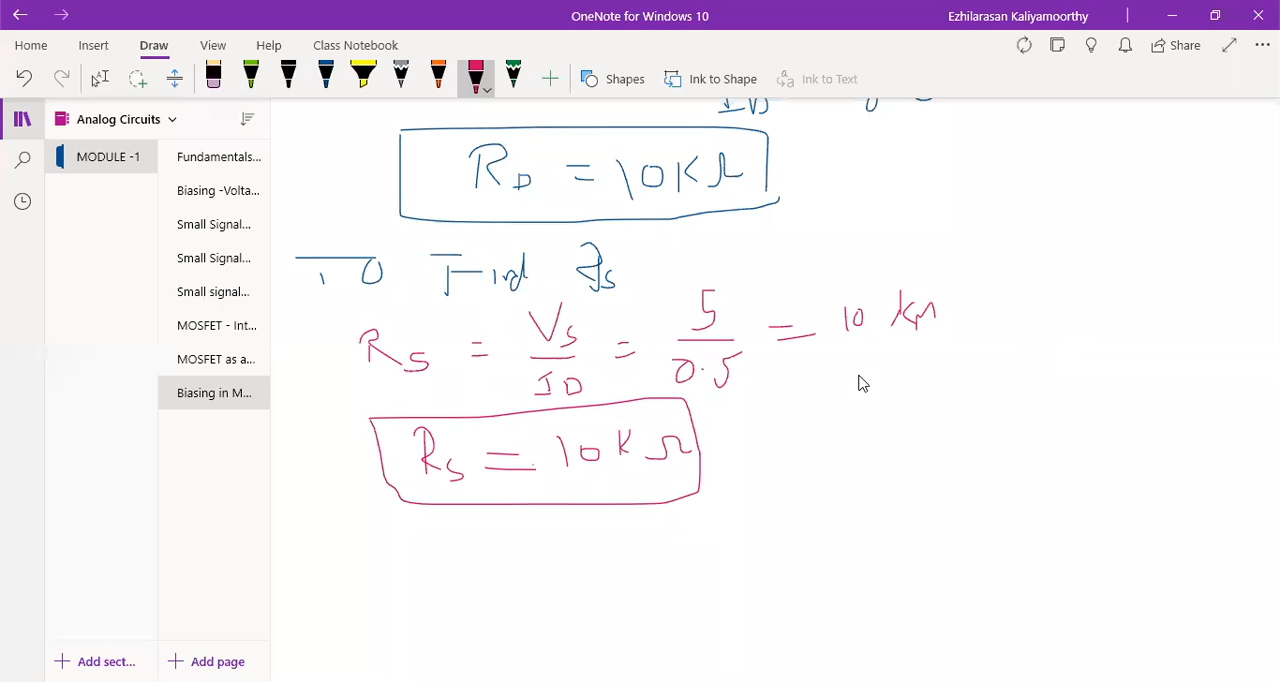 OneNote for Windows 10
Ezhilarasan Kaliyamoorthy
Home Insert Draw View Help Class Notebook
Share
Shapes Ink to Shape Ink to Text
Analog Circuits
MODULE -1
Fundamentals...
Biasing -Volta...
Small Signal...
Small Signal...
Small signal...
MOSFET - Int...
MOSFET as a...
Biasing in M...
Add sect...
Add page
ID
RD = 10KΩ
TO Find Rs
RS = Vs/ID = 5/0.5 = 10 kΩ
Rs = 10KΩ